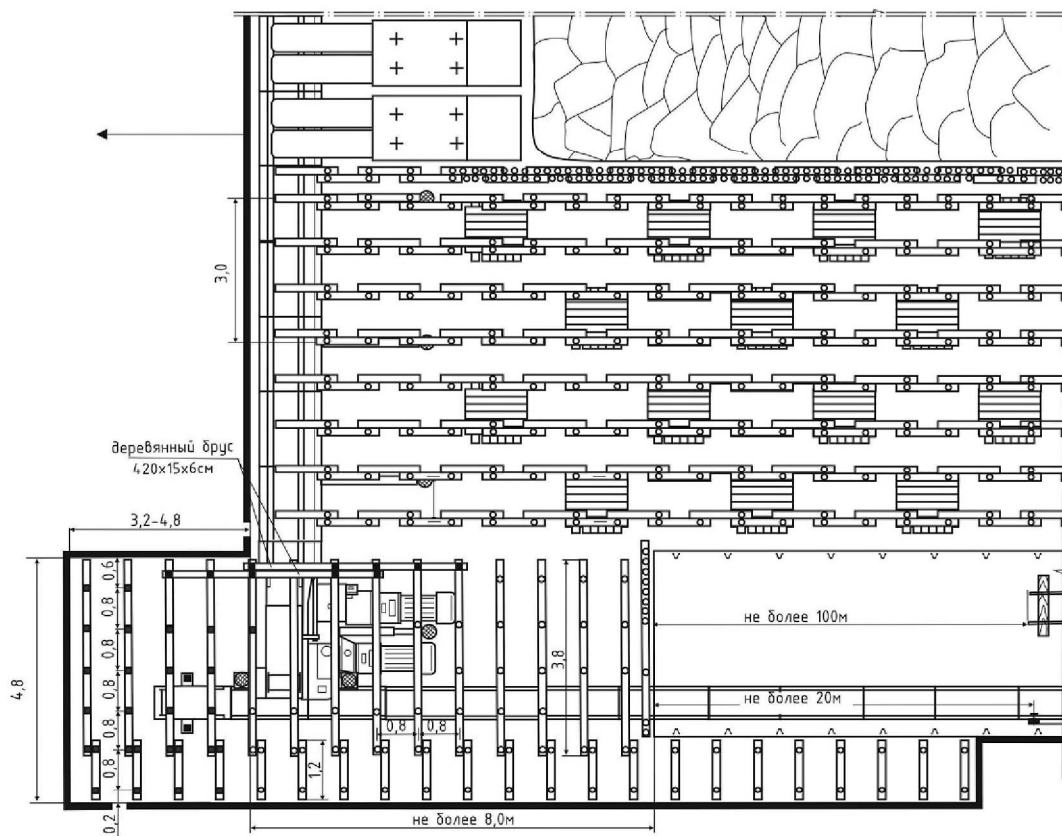 3,0
деревянный брус
420х15х6см
3,2-4,8
0,6
0,8
0,8
0,8
0,8
0,8
0,2
4,8
3,8
0,8
0,8
1,2
не более 100м
не более 20м
не более 8,0м